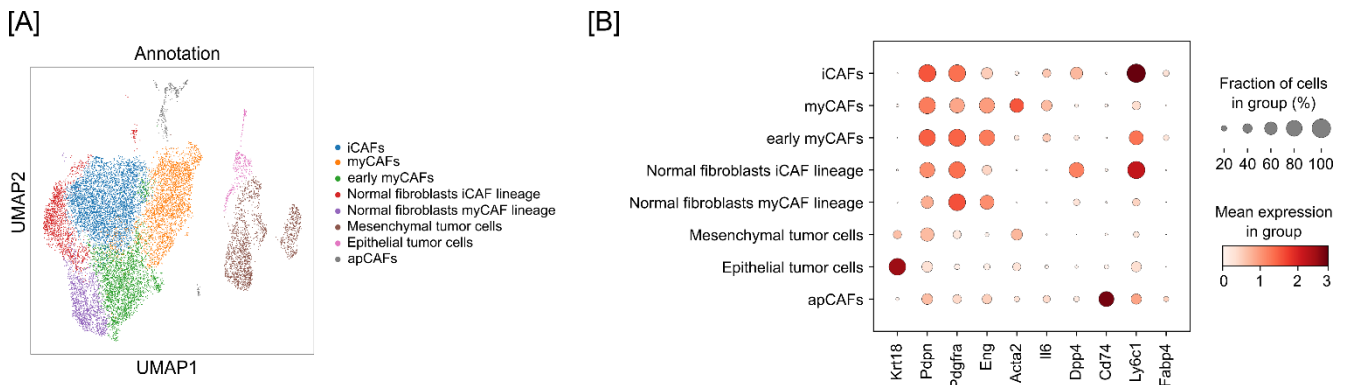 [A]
Annotation
UMAP2
UMAP1
iCAFs
myCAFs
early myCAFs
Normal fibroblasts iCAF lineage
Normal fibroblasts myCAF lineage
Mesenchymal tumor cells
Epithelial tumor cells
apCAFs
[B]
iCAFs
myCAFs
early myCAFs
Normal fibroblasts iCAF lineage
Normal fibroblasts myCAF lineage
Mesenchymal tumor cells
Epithelial tumor cells
apCAFs
Krt18
Pdpn
Pdgfra
Eng
Acta2
Il6
Dpp4
Cd74
Ly6c1
Fabp4
Fraction of cells
in group (%)
20 40 60 80 100
Mean expression
in group
0 1 2 3